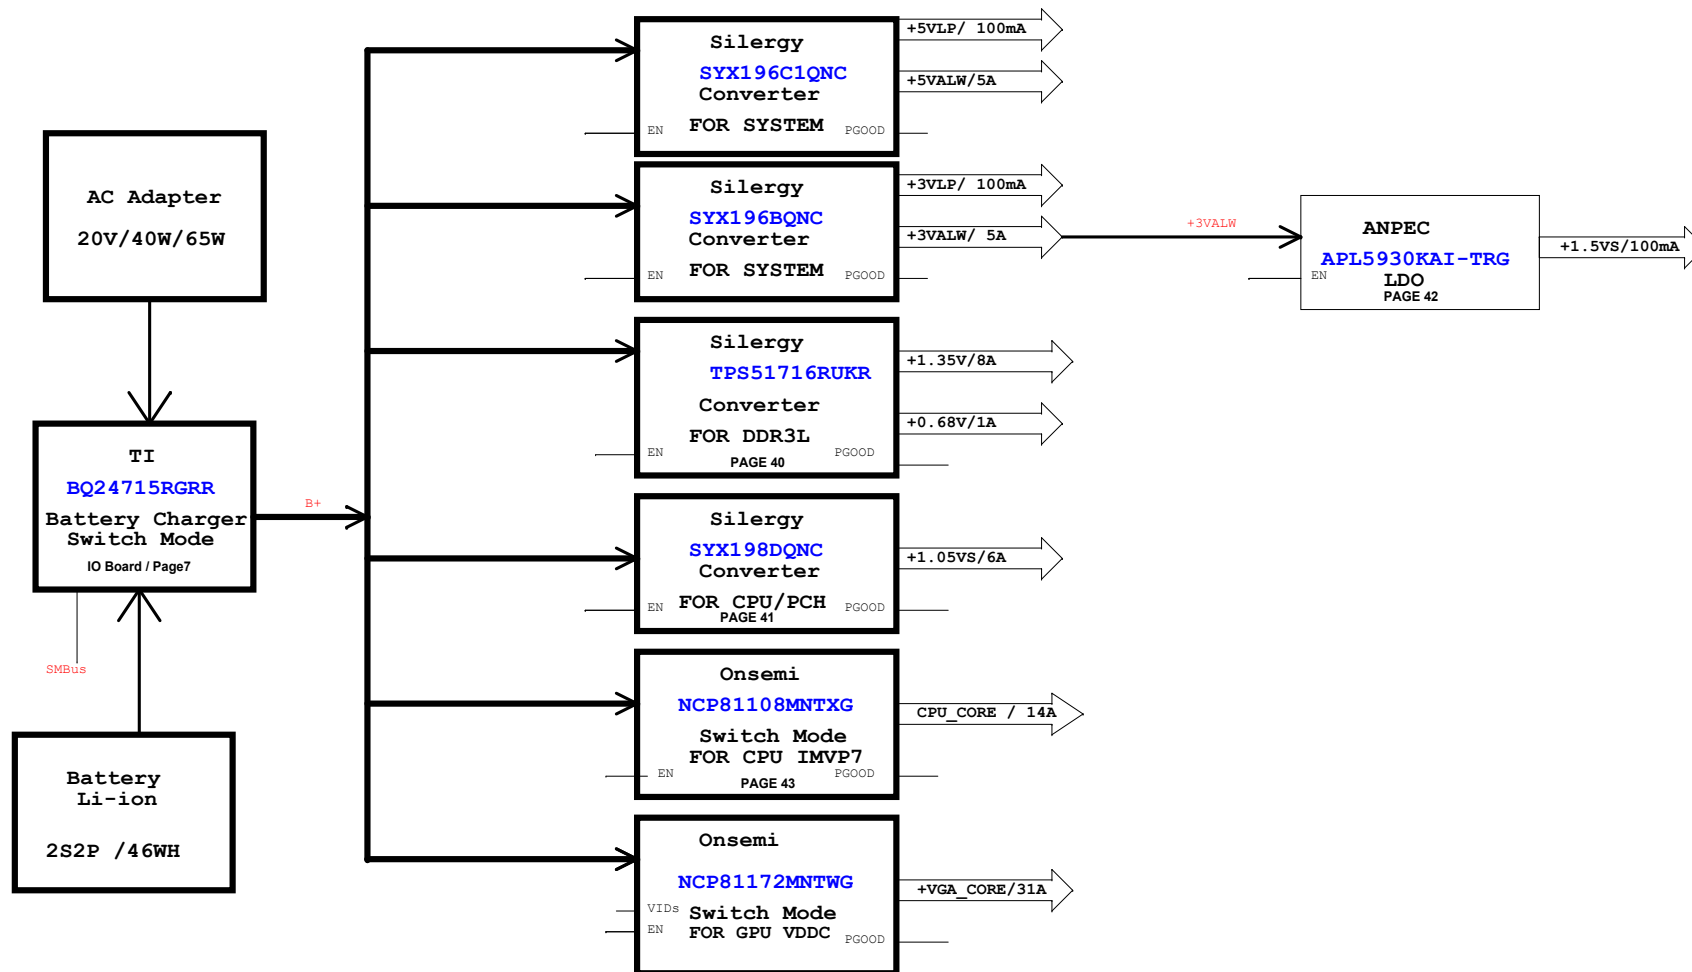 AC Adapter
20V/40W/65W
TI
BQ24715RGRR
Battery Charger
Switch Mode
IO Board / Page7
SMBus
B+
Battery
Li-ion
2S2P /46WH
Silergy
SYX196C1QNC
Converter
FOR SYSTEM
EN
PGOOD
+5VLP/ 100mA
+5VALW/5A
Silergy
SYX196BQNC
Converter
FOR SYSTEM
EN
PGOOD
+3VLP/ 100mA
+3VALW/ 5A
+3VALW
ANPEC
APL5930KAI-TRG
LDO
PAGE 42
EN
+1.5VS/100mA
Silergy
TPS51716RUKR
Converter
FOR DDR3L
PAGE 40
EN
PGOOD
+1.35V/8A
+0.68V/1A
Silergy
SYX198DQNC
Converter
FOR CPU/PCH
PAGE 41
EN
PGOOD
+1.05VS/6A
Onsemi
NCP81108MNTXG
Switch Mode
FOR CPU IMVP7
PAGE 43
EN
PGOOD
CPU_CORE / 14A
Onsemi
NCP81172MNTWG
Switch Mode
FOR GPU VDDC
VIDs
EN
PGOOD
+VGA_CORE/31A